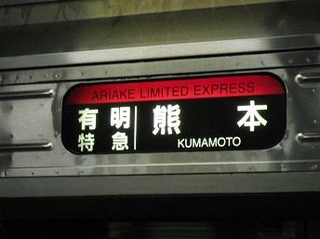 ARIAKE LIMITED EXPRESS
有明 熊本
特急 KUMAMOTO